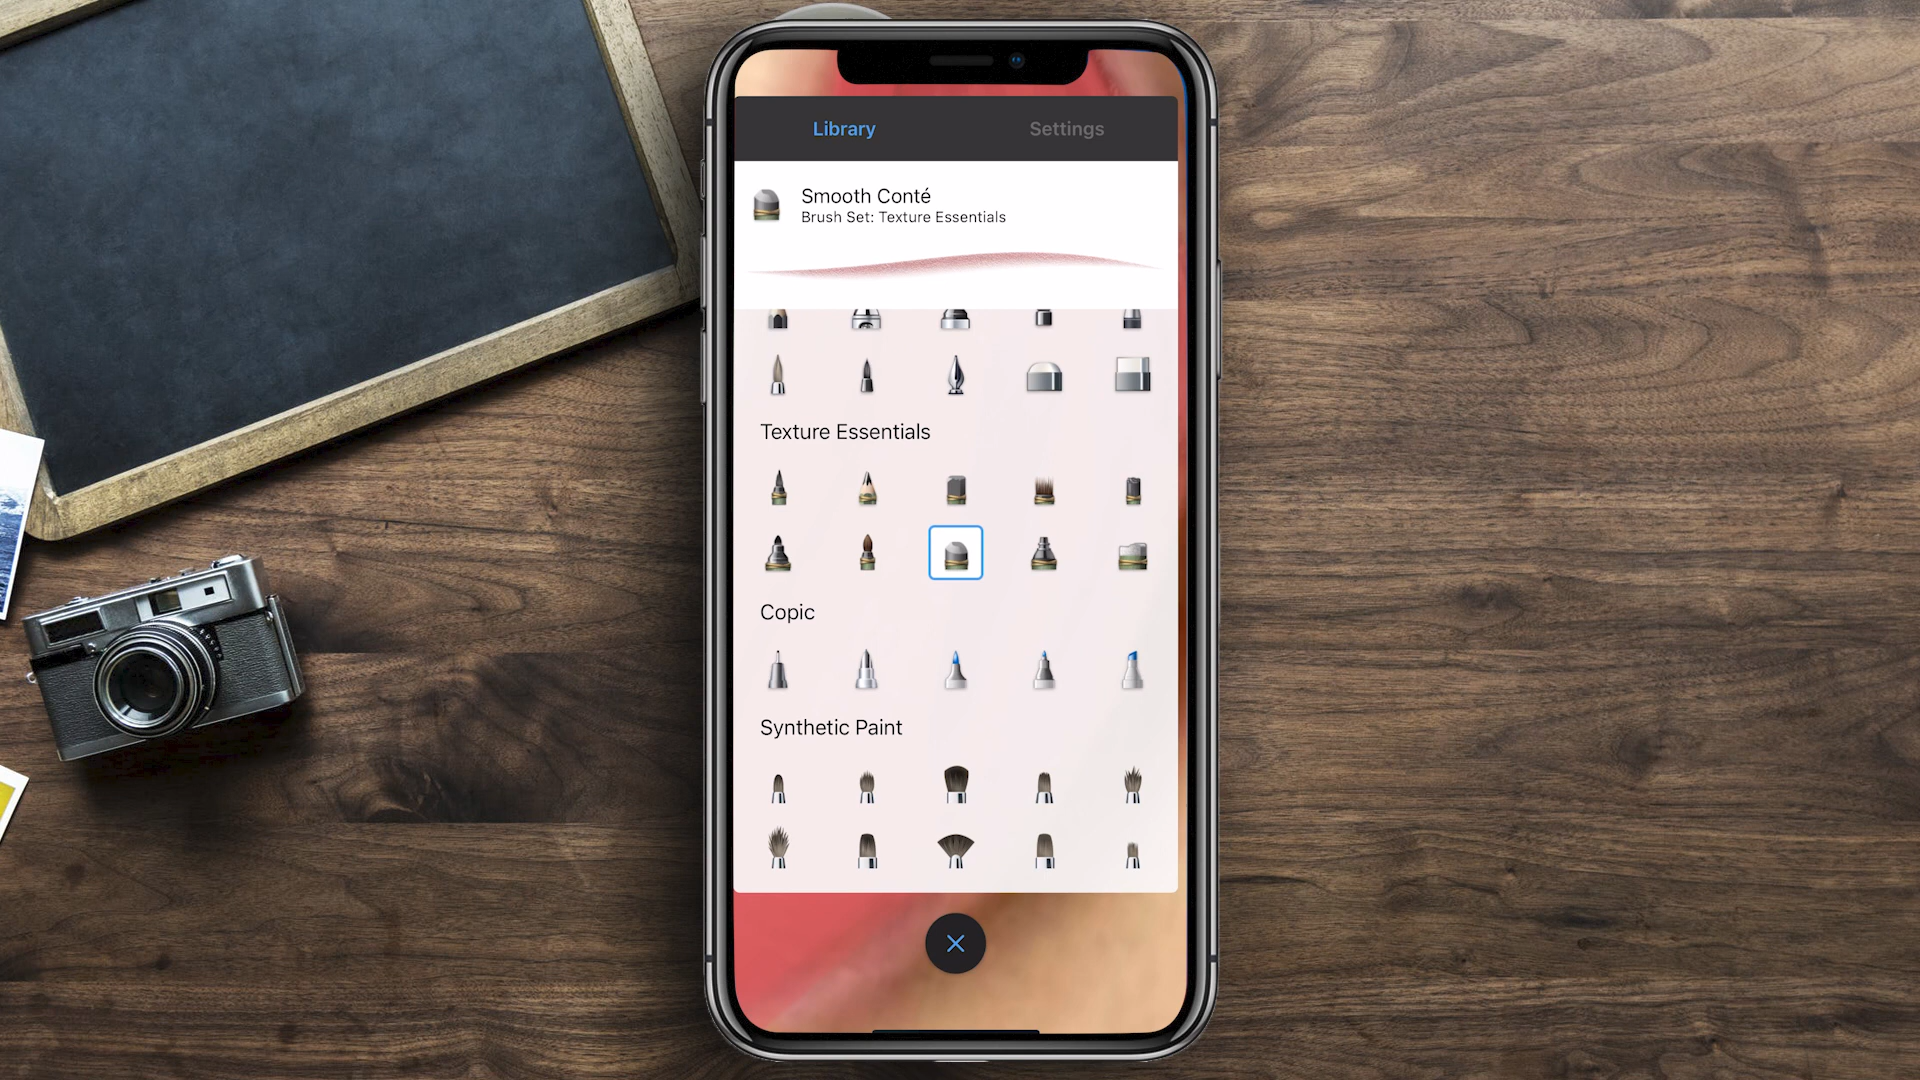 Library
Settings
Smooth Conté
Brush Set: Texture Essentials
Texture Essentials
Copic
Synthetic Paint